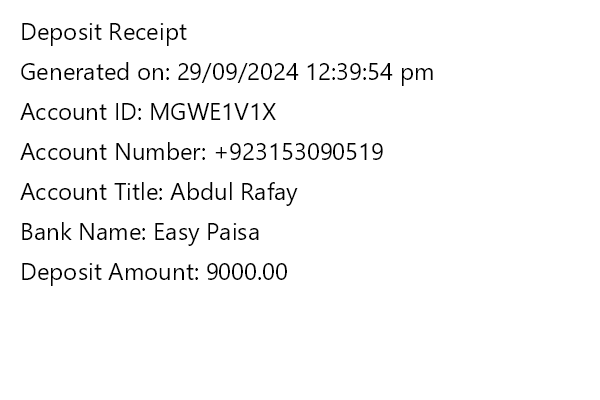 Deposit Receipt
Generated on: 29/09/2024 12:39:54 pm
Account ID: MGWE1V1X
Account Number: +923153090519
Account Title: Abdul Rafay
Bank Name: Easy Paisa
Deposit Amount: 9000.00